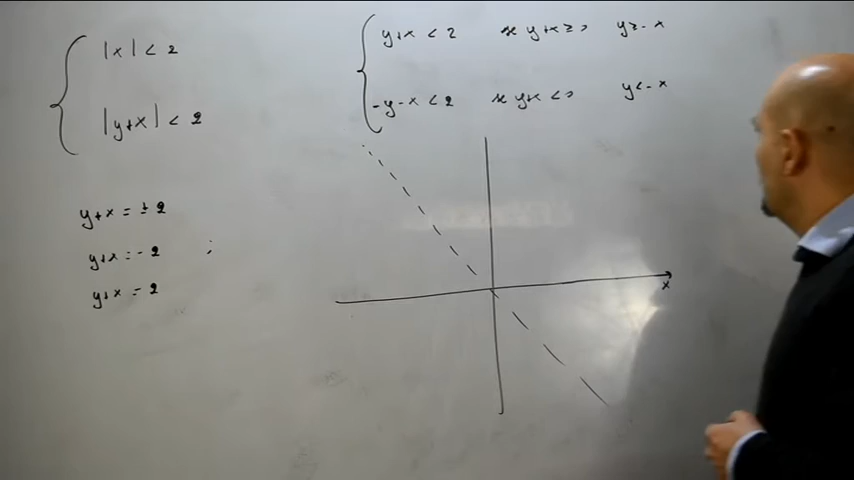 |x| < 2
|y+x| < 2
y+x < 2 se y+x ≥ 0 y ≥ -x
-y-x < 2 se y+x < 0 y < -x
y+x = ± 2
y+x = -2 ;
y+x = 2
x